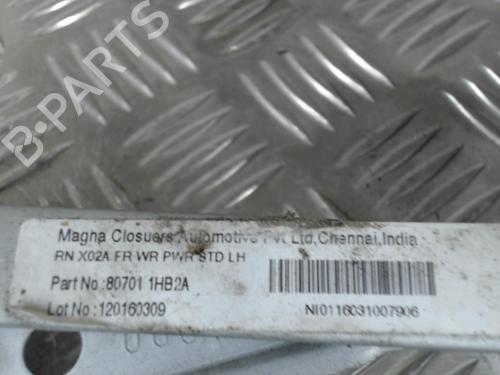 B-PARTS
Magna Closuers Automotive Pvt Ltd,Chennai,India
RN X02A FR WR PWR STD LH
Part No:80701 1HB2A
Lot No:120160309
NI0116031007906